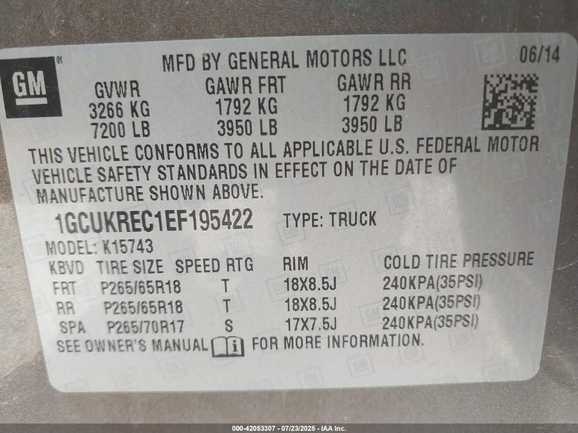 GM
MFD BY GENERAL MOTORS LLC 06/14
GVWR GAWR FRT GAWR RR
3266 KG 1792 KG 1792 KG
7200 LB 3950 LB 3950 LB
THIS VEHICLE CONFORMS TO ALL APPLICABLE U.S. FEDERAL MOTOR
VEHICLE SAFETY STANDARDS IN EFFECT ON THE DATE OF
MANUFACTURE SHOWN ABOVE.
1GCUKREC1EF195422 TYPE: TRUCK
MODEL: K15743
KBVD TIRE SIZE SPEED RTG RIM COLD TIRE PRESSURE
FRT P265/65R18 T 18X8.5J 240KPA(35PSI)
RR P265/65R18 T 18X8.5J 240KPA(35PSI)
SPA P265/70R17 S 17X7.5J 240KPA(35PSI)
SEE OWNER'S MANUAL FOR MORE INFORMATION.
000-42053307 - 07/23/2025 - IAA Inc.